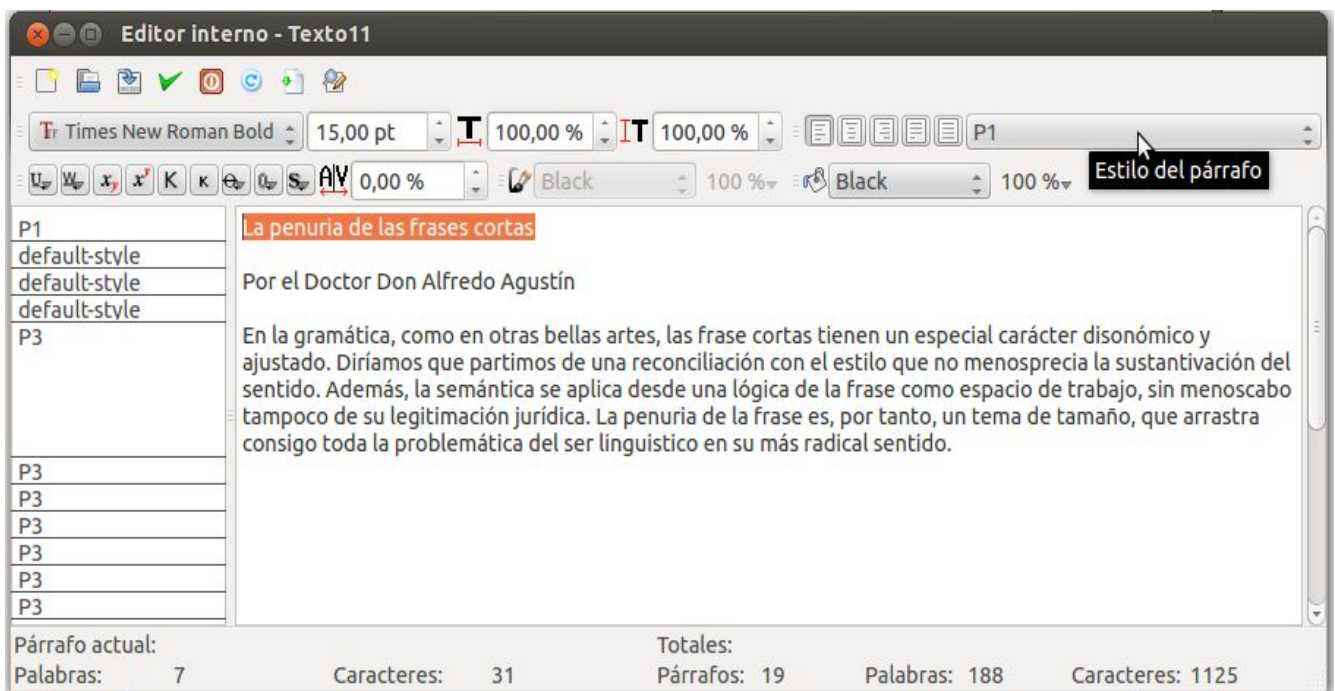 Editor interno - Texto11
Times New Roman Bold 15,00 pt 100,00 % 100,00 % P1
Estilo del párrafo
0,00 % Black 100 % Black 100 %
P1
La penuria de las frases cortas
default-style
default-style
Por el Doctor Don Alfredo Agustín
default-style
P3
En la gramática, como en otras bellas artes, las frase cortas tienen un especial carácter disonómico y
ajustado. Diríamos que partimos de una reconciliación con el estilo que no menosprecia la sustantivación del
sentido. Además, la semántica se aplica desde una lógica de la frase como espacio de trabajo, sin menoscabo
tampoco de su legitimación jurídica. La penuria de la frase es, por tanto, un tema de tamaño, que arrastra
consigo toda la problemática del ser linguistico en su más radical sentido.
P3
P3
P3
P3
P3
P3
Párrafo actual: Totales:
Palabras: 7 Caracteres: 31 Párrafos: 19 Palabras: 188 Caracteres: 1125